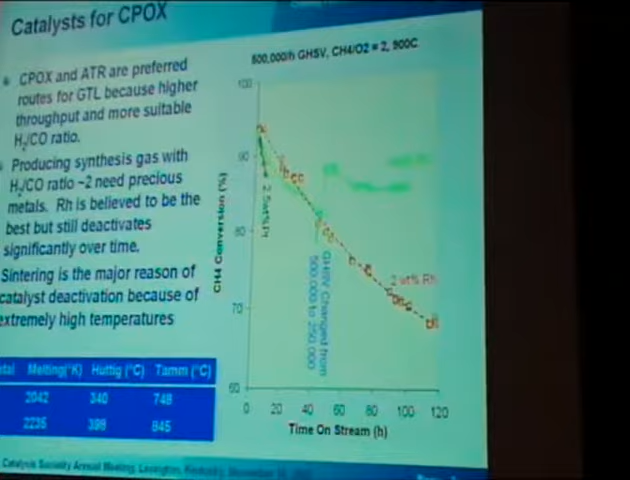 Catalysts for CPOX
CPOX and ATR are preferred
routes for GTL because higher
throughput and more suitable
H2/CO ratio.
Producing synthesis gas with
H2/CO ratio ~2 need precious
metals. Rh is believed to be the
best but still deactivates
significantly over time.
Sintering is the major reason of
catalyst deactivation because of
extremely high temperatures
Melting(°K) Huttig (°C) Tamm (°C)
2042 340 748
2235 398 845
Catalysis Society Annual Meeting, Lexington, Kentucky,
500,000/h GHSV, CH4/O2 = 2, 900C
CH4 Conversion (%)
100
90
80
70
60
2 wt% Rh
GHSV Changed from
500,000 to 250,000
0 20 40 60 80 100 120
Time On Stream (h)